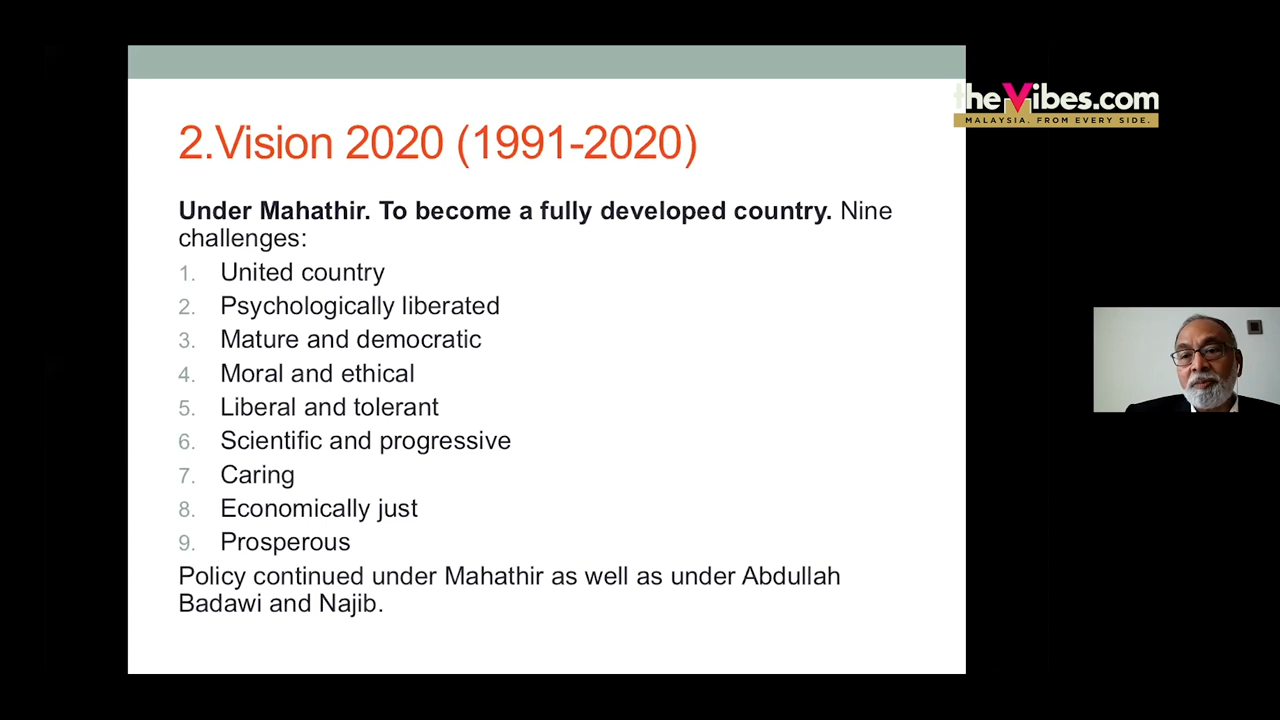 2.Vision 2020 (1991-2020)
Under Mahathir. To become a fully developed country. Nine
challenges:
1. United country
2. Psychologically liberated
3. Mature and democratic
4. Moral and ethical
5. Liberal and tolerant
6. Scientific and progressive
7. Caring
8. Economically just
9. Prosperous
Policy continued under Mahathir as well as under Abdullah
Badawi and Najib.
theVibes.com
MALAYSIA. FROM EVERY SIDE.